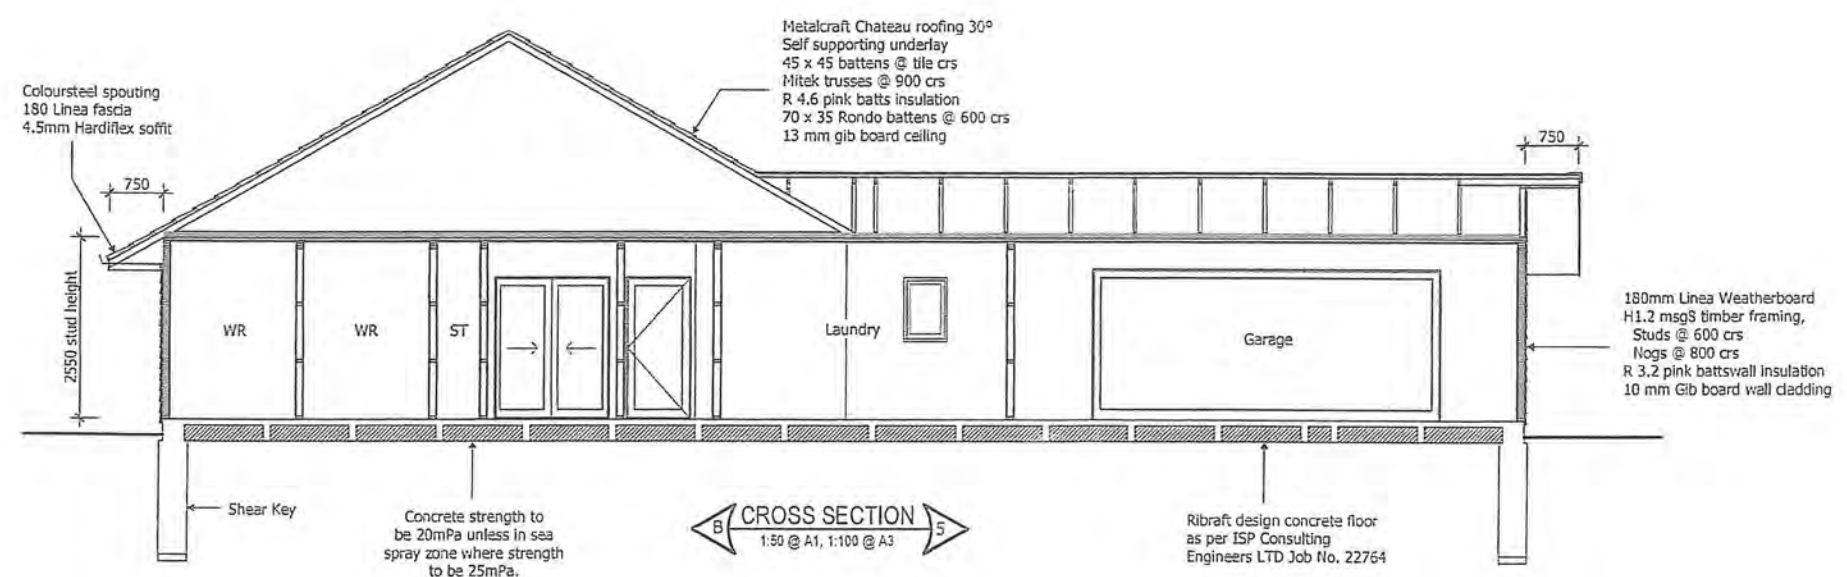 Metalcraft Chateau roofing 30°
Self supporting underlay
45 x 45 battens @ tile crs
Mitek trusses @ 900 crs
R 4.6 pink batts insulation
70 x 35 Rondo battens @ 600 crs
13 mm gib board ceiling
Coloursteel spouting
180 Linea fascia
4.5mm Hardiflex soffit
750
750
2550 stud height
WR
WR
ST
Laundry
Garage
180mm Linea Weatherboard
H1.2 msg8 timber framing,
Studs @ 600 crs
Nogs @ 800 crs
R 3.2 pink battswall insulation
10 mm Gib board wall cladding
Shear Key
Concrete strength to
be 20mPa unless in sea
spray zone where strength
to be 25mPa.
B CROSS SECTION 5
1:50 @ A1, 1:100 @ A3
Ribraft design concrete floor
as per ISP Consulting
Engineers LTD Job No. 22764